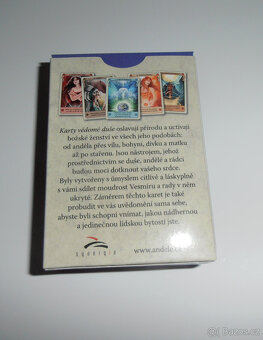 Karty vědomé duše oslavují přírodu a uctívají
božské ženství ve všech jeho podobách:
od anděla přes vílu, bohyni, dívku a matku
až po stařenu. Jsou nástrojem, jehož
prostřednictvím se duše, andělé a rádci
budou moci dotknout vašeho srdce.
Byly vytvořeny s úmyslem citlivě a láskyplně
s vámi sdílet moudrost Vesmíru a rady v něm
ukryté. Záměrem těchto karet je také
probudit ve vás uvědomění sama sebe,
abyste byli schopni vnímat, jakou nádhernou
a jedinečnou lidskou bytostí jste.
synergie
www.andele.cz
Sbazoš.cz